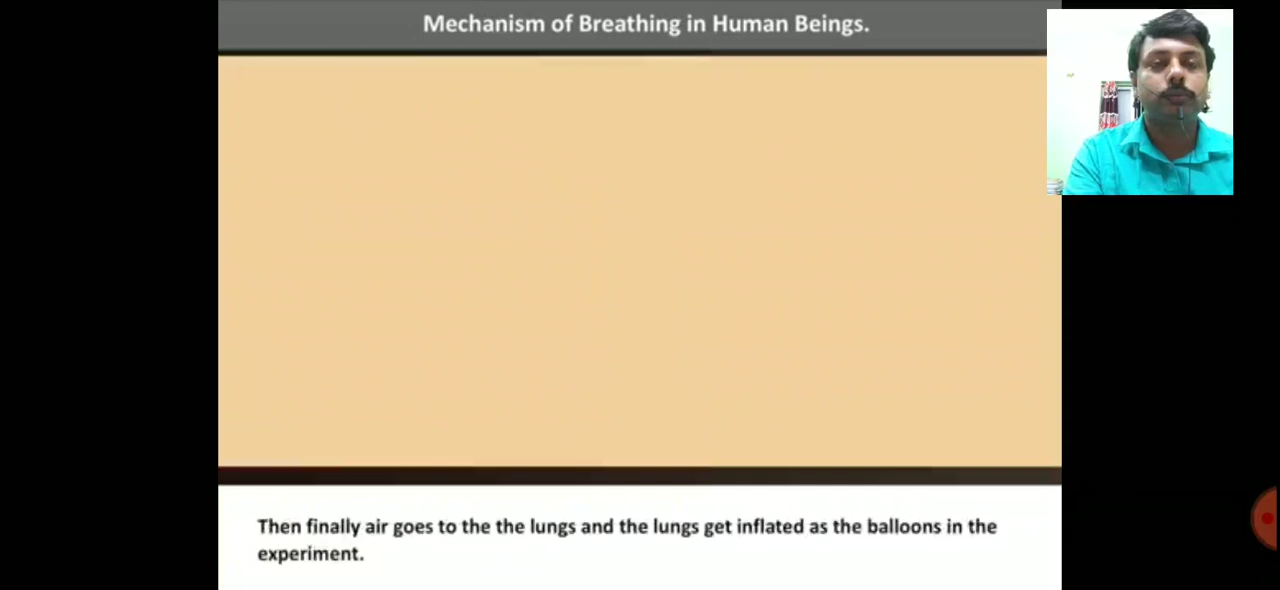 Mechanism of Breathing in Human Beings.
Then finally air goes to the the lungs and the lungs get inflated as the balloons in the
experiment.